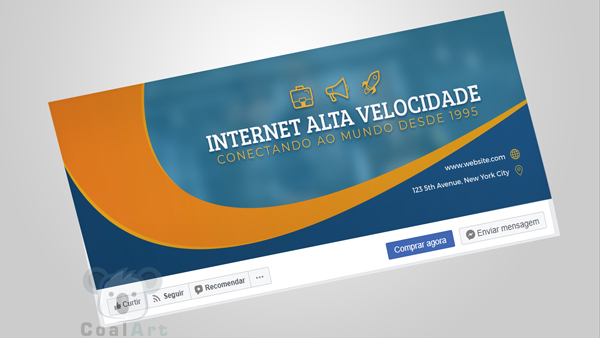 INTERNET ALTA VELOCIDADE
CONECTANDO AO MUNDO DESDE 1995
www.website.com
123 5th Avenue, New York City
Comprar agora
Enviar mensagem
Curtir
Seguir
Recomendar
...
CoalArt